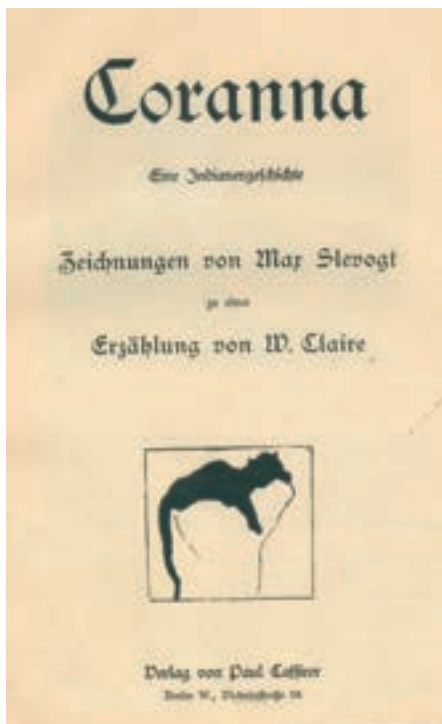 Coranna
Eine Indianergeschichte
Zeichnungen von Max Slevogt
zu einer
Erzählung von W. Claire
Verlag von Paul Cassirer
Berlin W.,